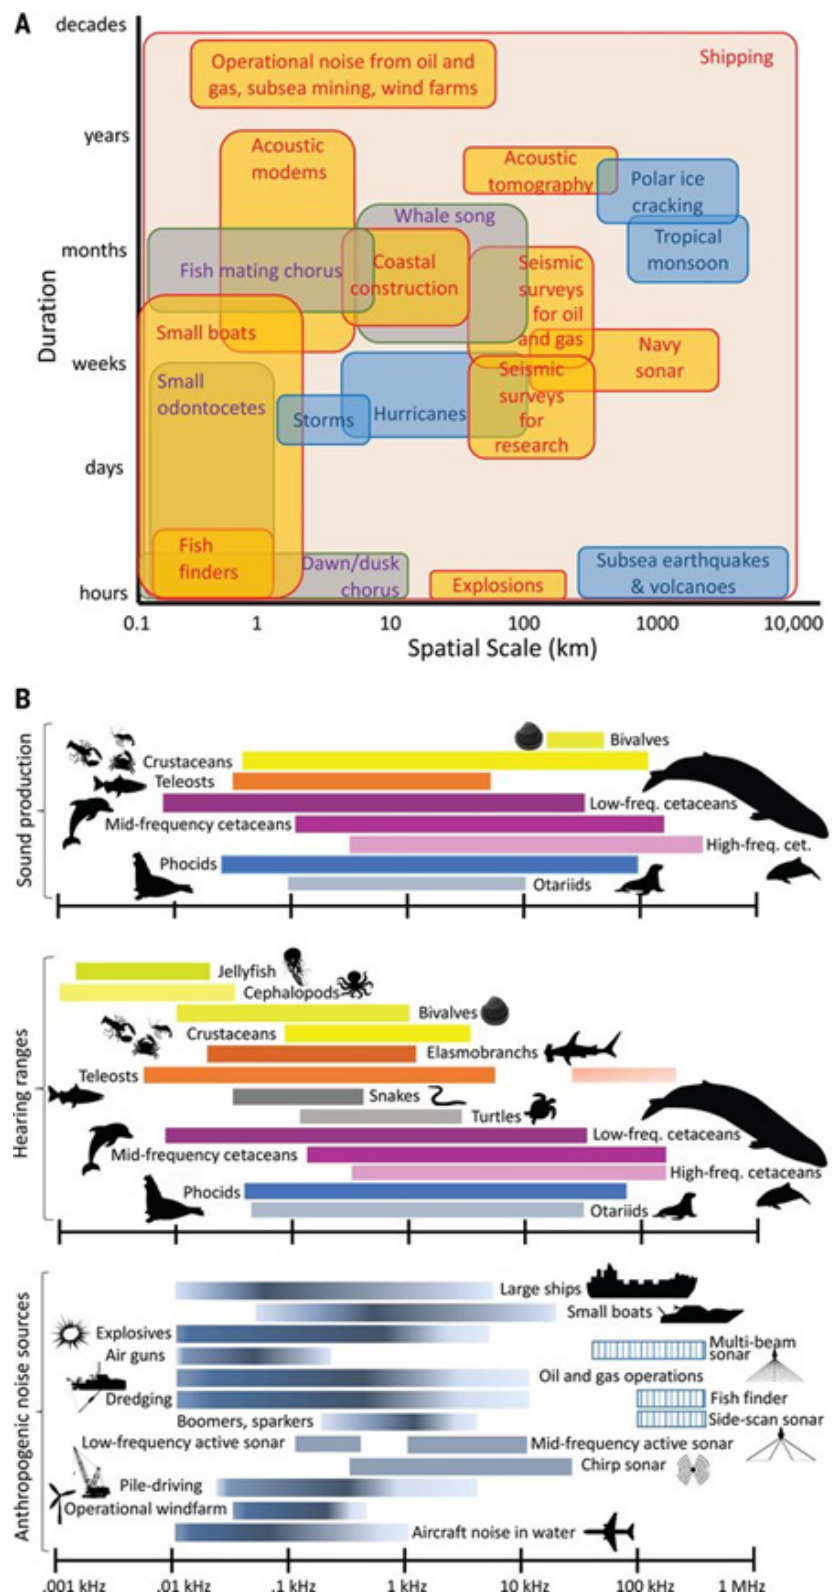 A
decades
Operational noise from oil and
gas, subsea mining, wind farms
Shipping
years
Acoustic
modems
Acoustic
tomography
Polar ice
cracking
Whale song
Tropical
monsoon
months
Fish mating chorus
Coastal
construction
Seismic
surveys
for oil
and gas
Duration
Small boats
Navy
sonar
weeks
Small
odontocetes
Seismic
surveys
for
research
Storms
Hurricanes
days
Fish
finders
Dawn/dusk
chorus
Explosions
Subsea earthquakes
& volcanoes
hours
0.1 1 10 100 1000 10,000
Spatial Scale (km)
B
Sound production
Bivalves
Crustaceans
Teleosts
Low-freq. cetaceans
Mid-frequency cetaceans
High-freq. cet.
Phocids
Otariids
Hearing ranges
Jellyfish
Cephalopods
Bivalves
Crustaceans
Elasmobranchs
Teleosts
Snakes
Turtles
Low-freq. cetaceans
Mid-frequency cetaceans
High-freq. cetaceans
Phocids
Otariids
Anthropogenic noise sources
Large ships
Small boats
Explosives
Multi-beam
sonar
Air guns
Oil and gas operations
Dredging
Fish finder
Boomers, sparkers
Side-scan sonar
Low-frequency active sonar
Mid-frequency active sonar
Chirp sonar
Pile-driving
Operational windfarm
Aircraft noise in water
.001 kHz .01 kHz .1 kHz 1 kHz 10 kHz 100 kHz 1 MHz